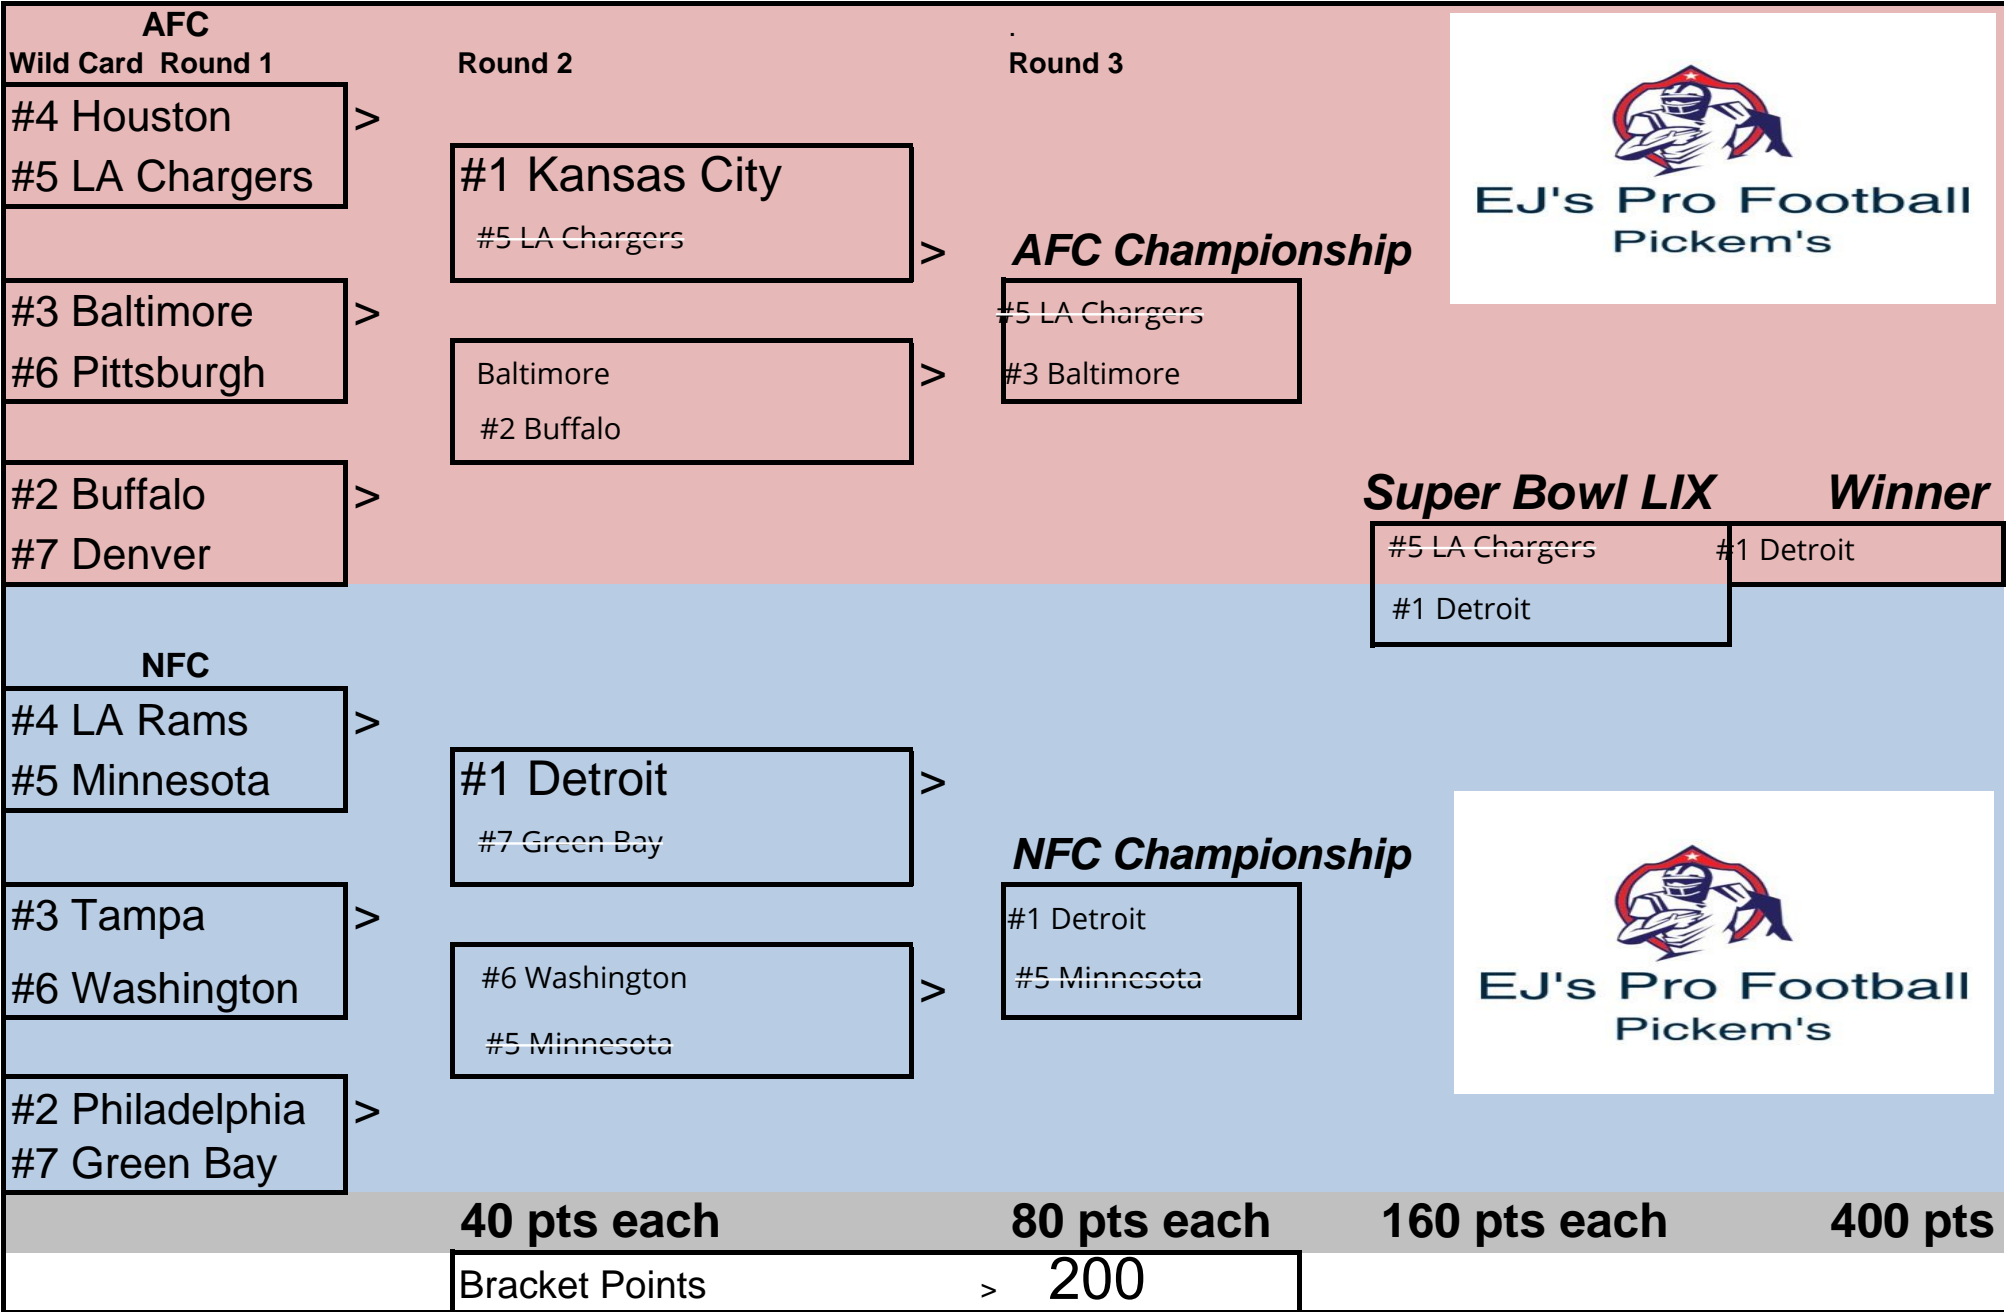 AFC
.
Wild Card Round 1
Round 2
Round 3
#4 Houston >
#5 LA Chargers
#1 Kansas City
#5 LA Chargers
>
AFC Championship
EJ's Pro Football
Pickem's
#3 Baltimore >
#6 Pittsburgh
#5 LA Chargers
#3 Baltimore
Baltimore >
#2 Buffalo
#2 Buffalo >
#7 Denver
Super Bowl LIX
Winner
#5 LA Chargers
#1 Detroit
#1 Detroit
NFC
#4 LA Rams >
#5 Minnesota
#1 Detroit >
#7 Green Bay
NFC Championship
#3 Tampa >
#6 Washington
#1 Detroit
#5 Minnesota
#6 Washington >
#5 Minnesota
EJ's Pro Football
Pickem's
#2 Philadelphia >
#7 Green Bay
40 pts each
80 pts each
160 pts each
400 pts
Bracket Points > 200